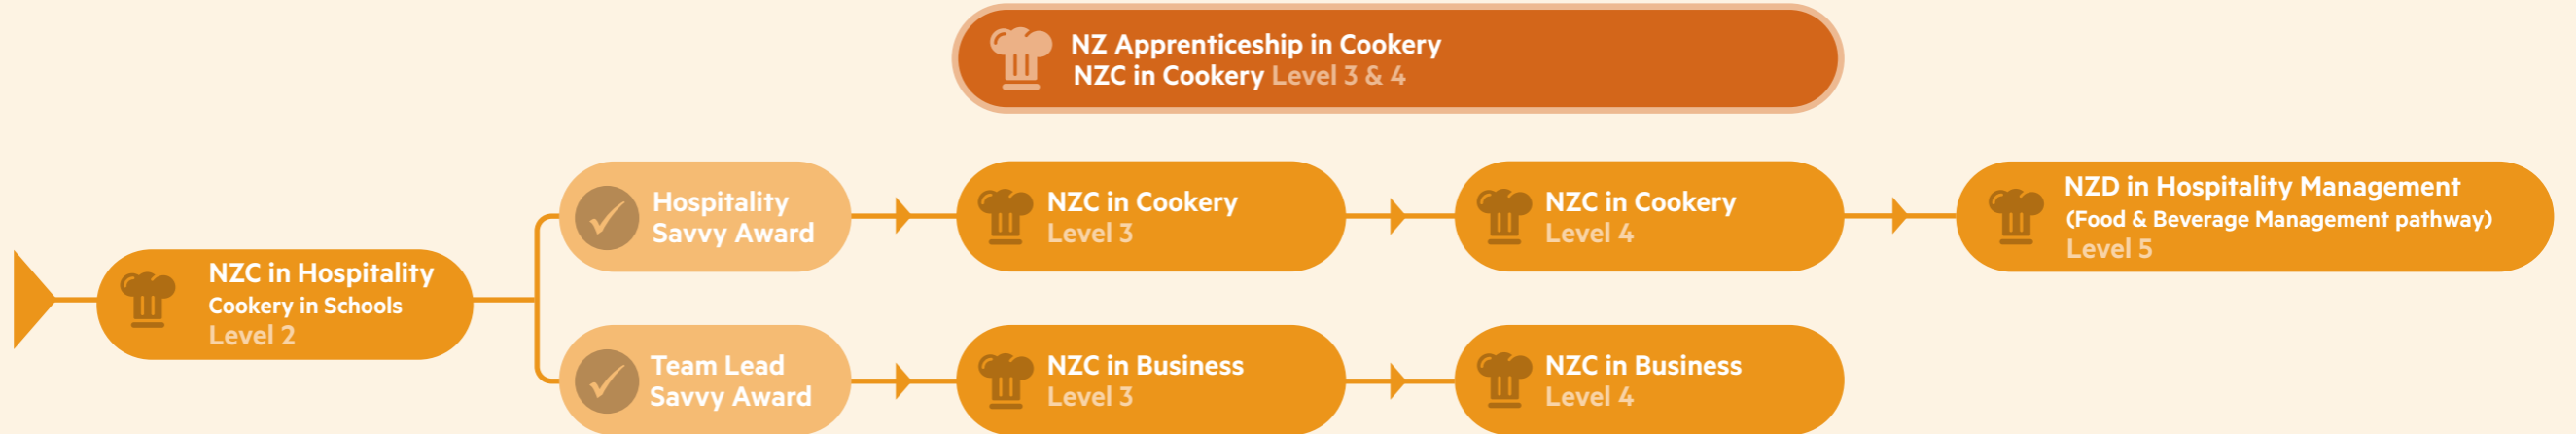 NZ Apprenticeship in Cookery
NZC in Cookery Level 3 & 4
NZC in Hospitality
Cookery in Schools
Level 2
Hospitality
Savvy Award
NZC in Cookery
Level 3
NZC in Cookery
Level 4
NZD in Hospitality Management
(Food & Beverage Management pathway)
Level 5
Team Lead
Savvy Award
NZC in Business
Level 3
NZC in Business
Level 4